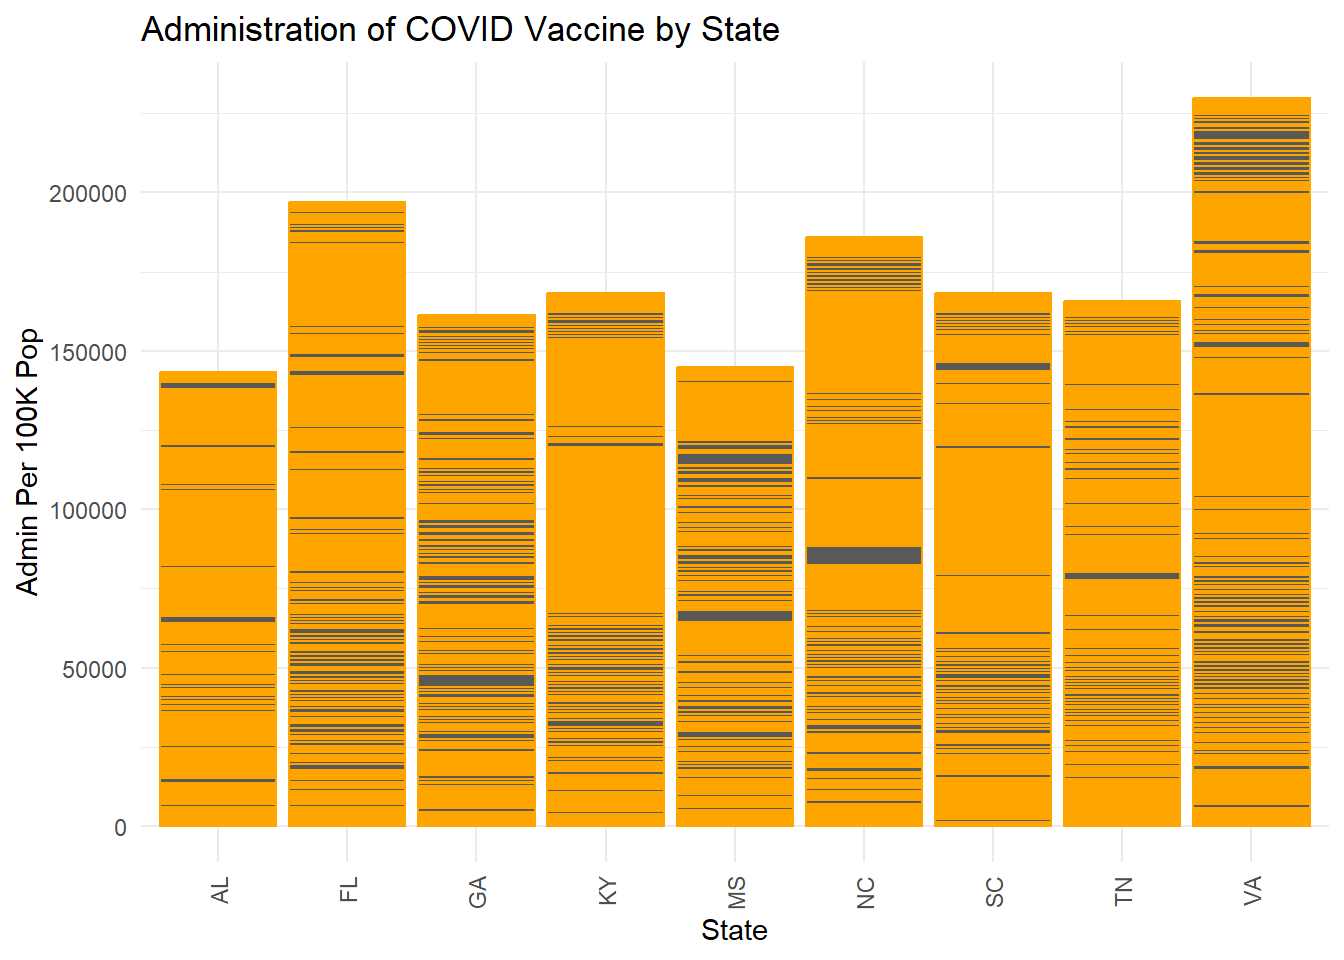 Administration of COVID Vaccine by State
Admin Per 100K Pop
200000
150000
100000
50000
0
AL
FL
GA
KY
MS
NC
SC
TN
VA
State